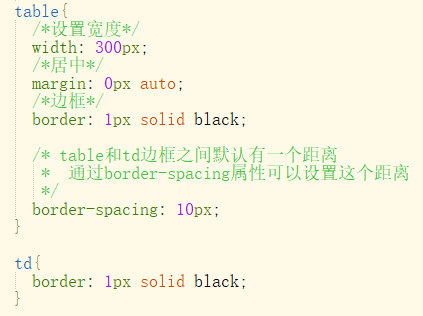 table{
/*设置宽度*/
width: 300px;
/*居中*/
margin: 0px auto;
/*边框*/
border: 1px solid black;
/* table和td边框之间默认有一个距离
* 通过border-spacing属性可以设置这个距离
*/
border-spacing: 10px;
}
td{
border: 1px solid black;
}